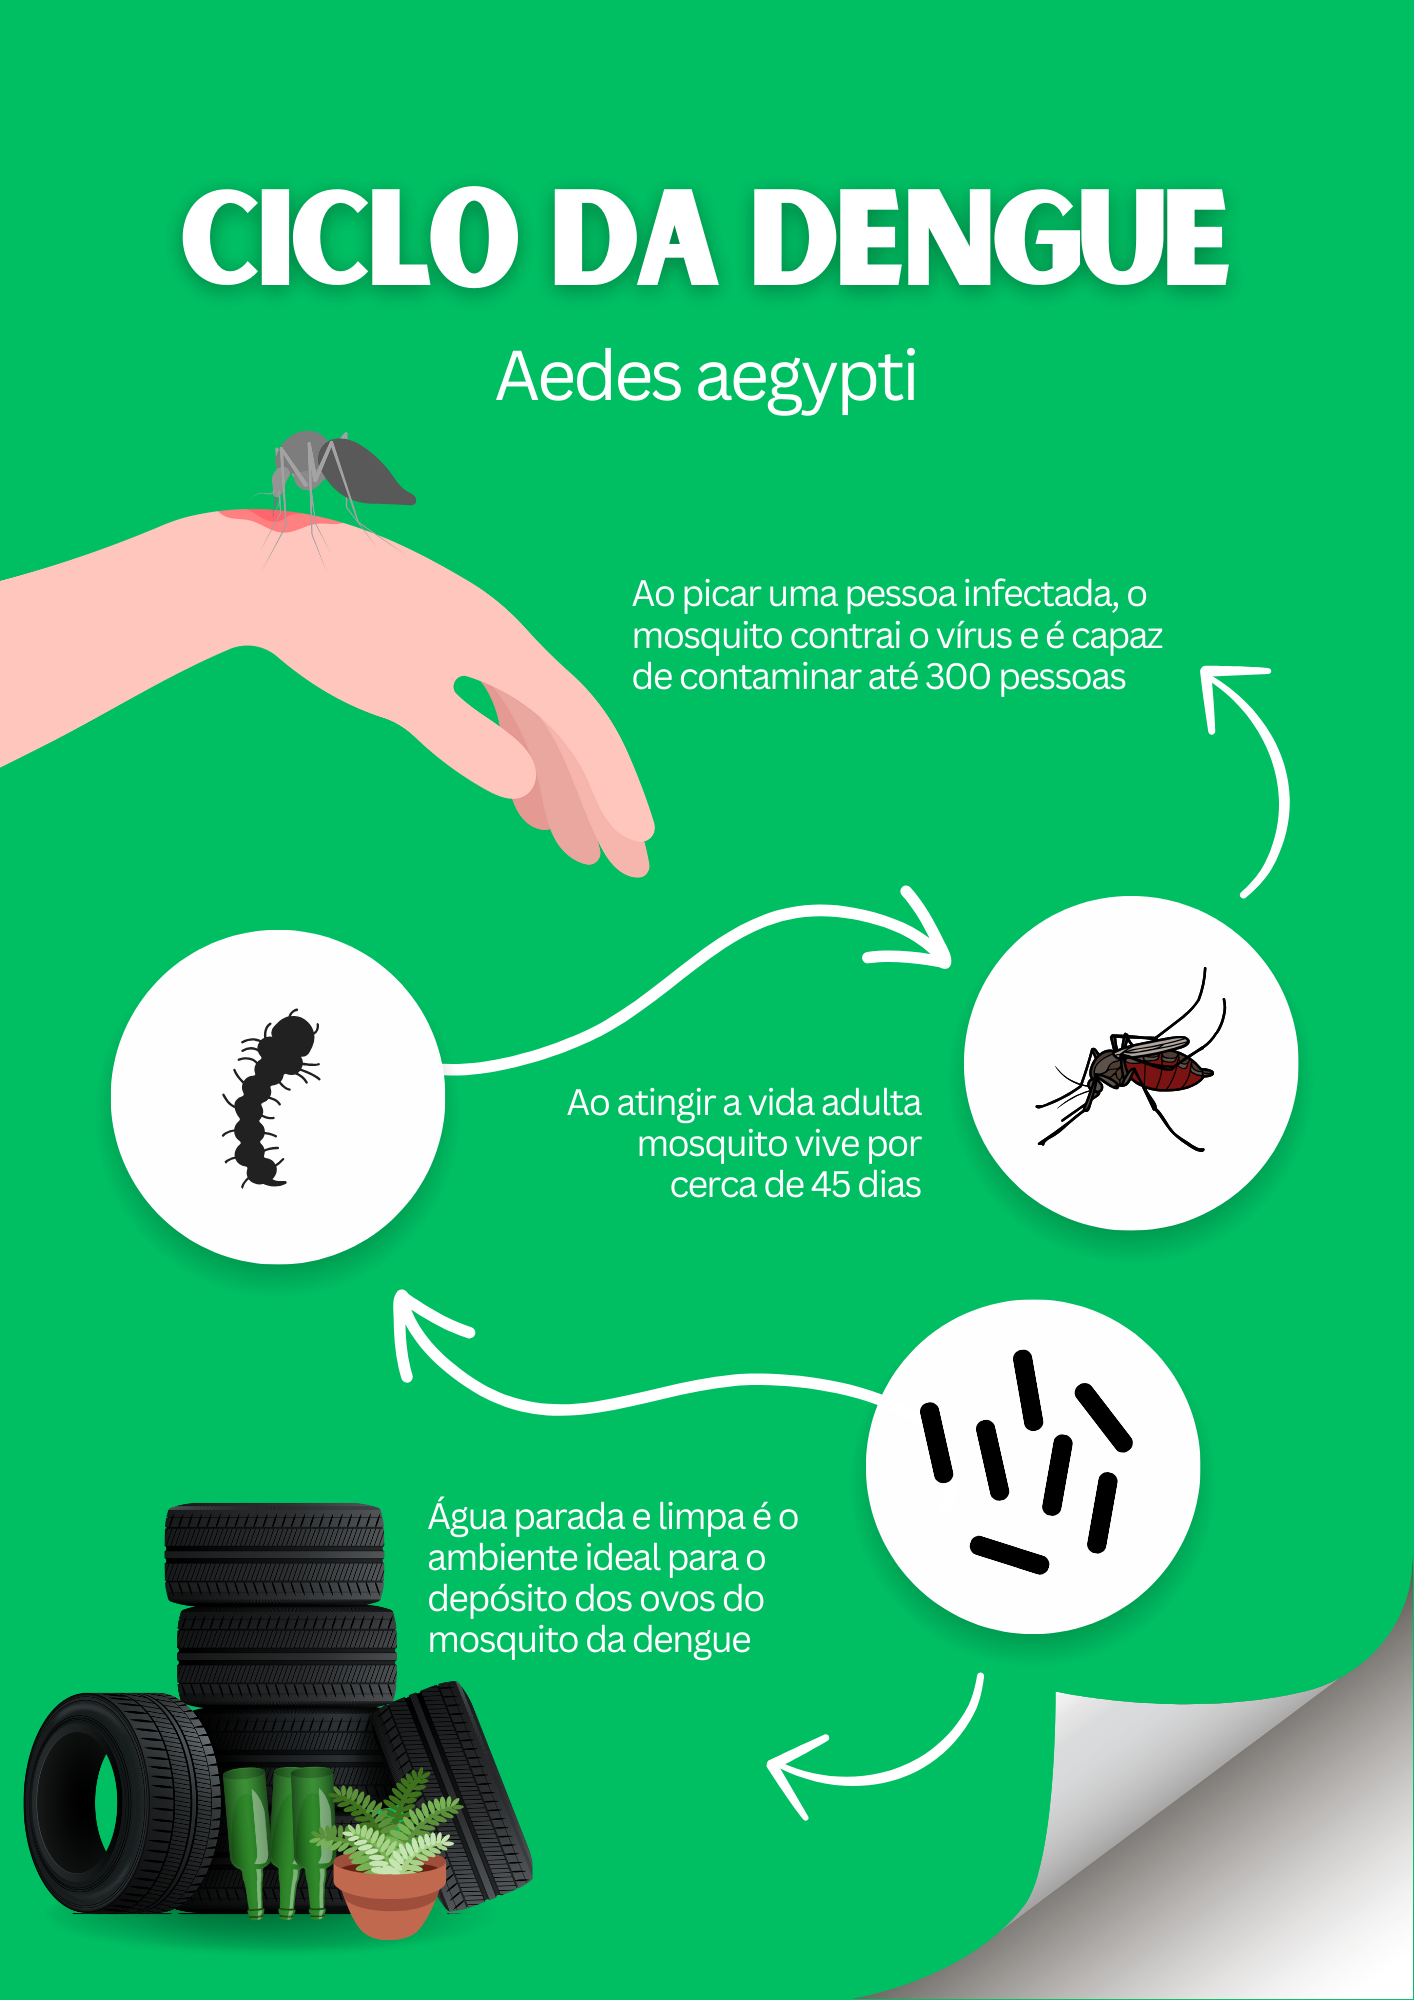 CICLO DA DENGUE
Aedes aegypti
Ao picar uma pessoa infectada, o
mosquito contrai o vírus e é capaz
de contaminar até 300 pessoas
Ao atingir a vida adulta
mosquito vive por
cerca de 45 dias
Água parada e limpa é o
ambiente ideal para o
depósito dos ovos do
mosquito da dengue